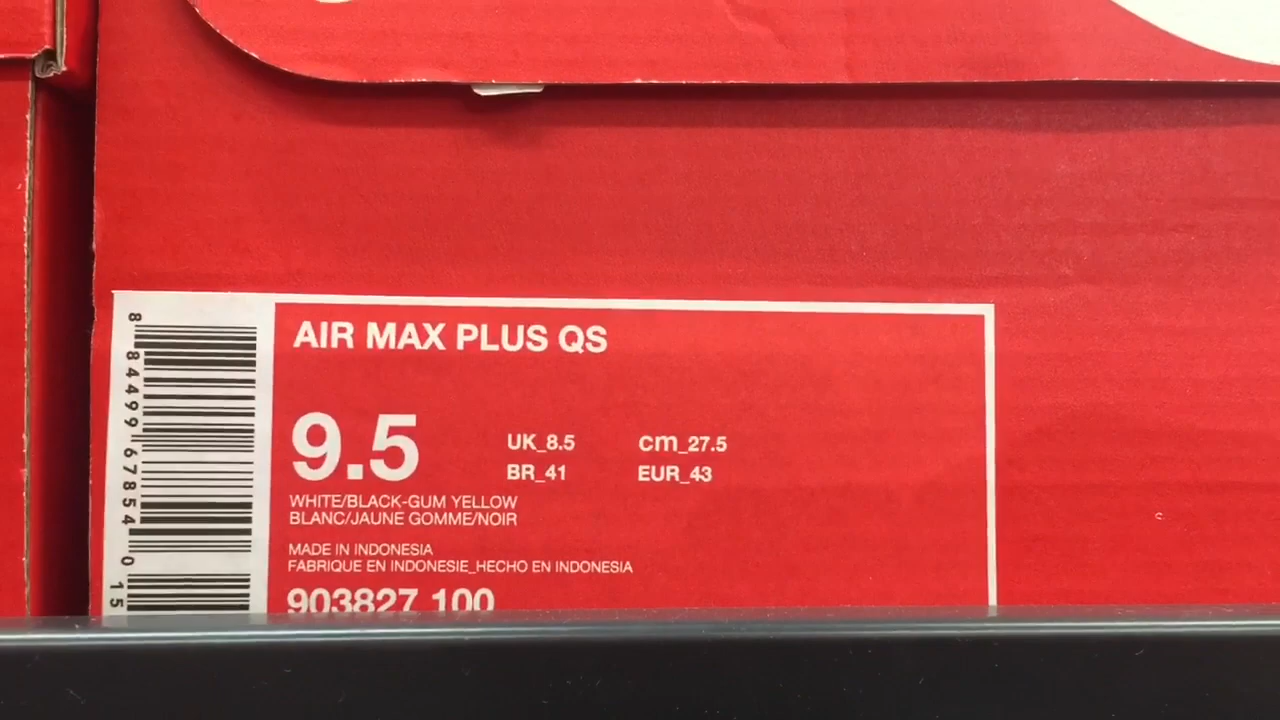 AIR MAX PLUS QS
9.5
UK_8.5 cm_27.5
BR_41 EUR_43
WHITE/BLACK-GUM YELLOW
BLANC/JAUNE GOMME/NOIR
MADE IN INDONESIA
FABRIQUE EN INDONESIE_HECHO EN INDONESIA
903827 100
8 84499 67854 0
15